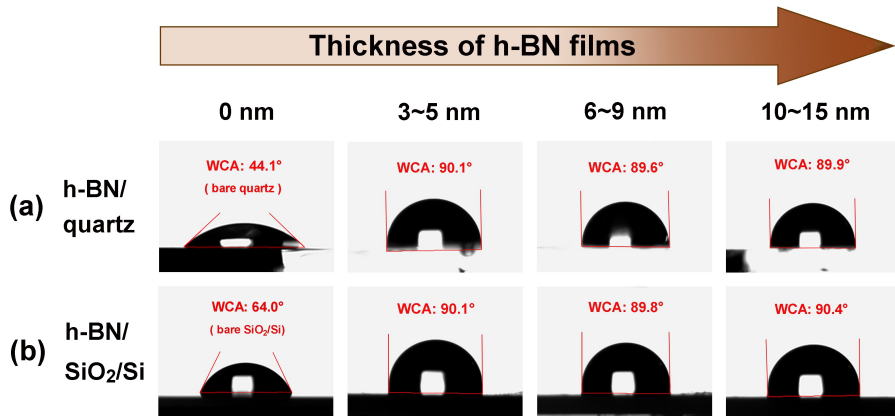 Thickness of h-BN films
0 nm
3~5 nm
6~9 nm
10~15 nm
(a)
h-BN/
quartz
WCA: 44.1°
( bare quartz )
WCA: 90.1°
WCA: 89.6°
WCA: 89.9°
(b)
h-BN/
SiO₂/Si
WCA: 64.0°
( bare SiO₂/Si)
WCA: 90.1°
WCA: 89.8°
WCA: 90.4°